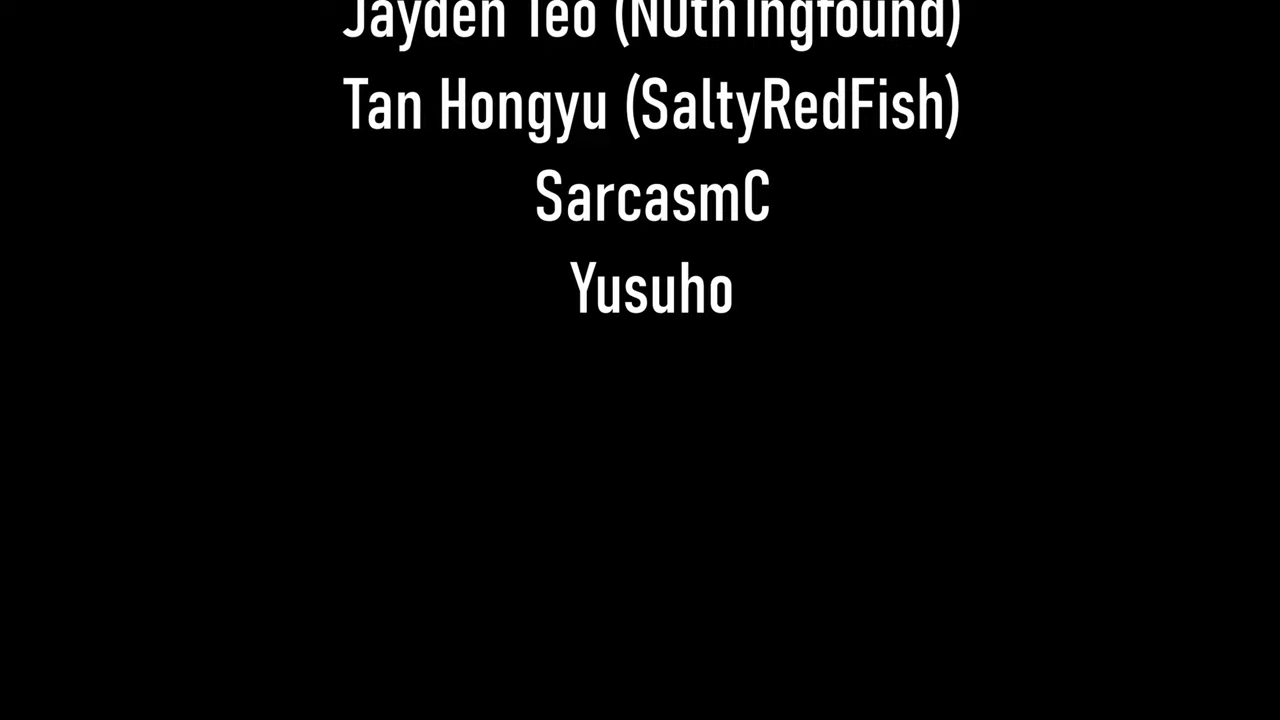 Jayden Teo (N0th1ngfound)
Tan Hongyu (SaltyRedFish)
SarcasmC
Yusuho